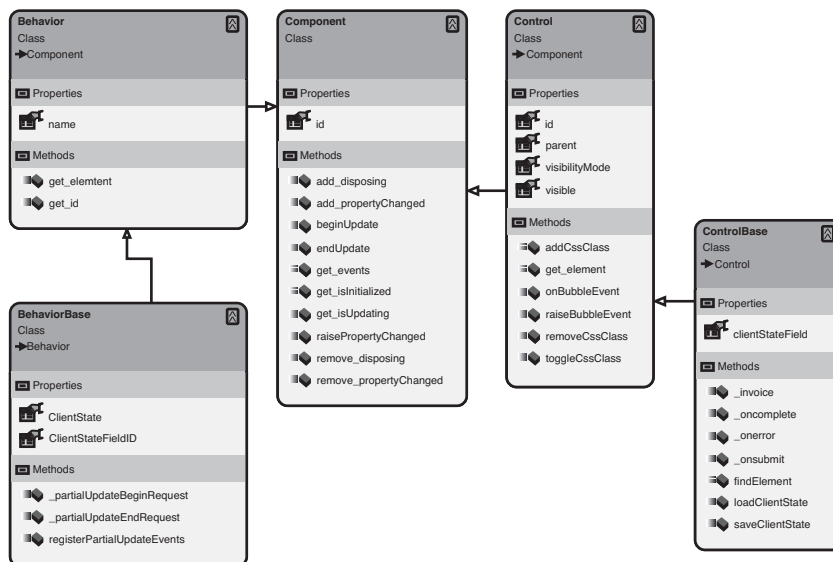 Behavior
Class
Component
Properties
name
Methods
get_elemtent
get_id
BehaviorBase
Class
Behavior
Properties
ClientState
ClientStateFieldID
Methods
_partialUpdateBeginRequest
_partialUpdateEndRequest
registerPartialUpdateEvents
Component
Class
Properties
id
Methods
add_disposing
add_propertyChanged
beginUpdate
endUpdate
get_events
get_isInitialized
get_isUpdating
raisePropertyChanged
remove_disposing
remove_propertyChanged
Control
Class
Component
Properties
id
parent
visibilityMode
visible
Methods
addCssClass
get_element
onBubbleEvent
raiseBubbleEvent
removeCssClass
toggleCssClass
ControlBase
Class
Control
Properties
clientStateField
Methods
_invoice
_oncomplete
_onerror
_onsubmit
findElement
loadClientState
saveClientState